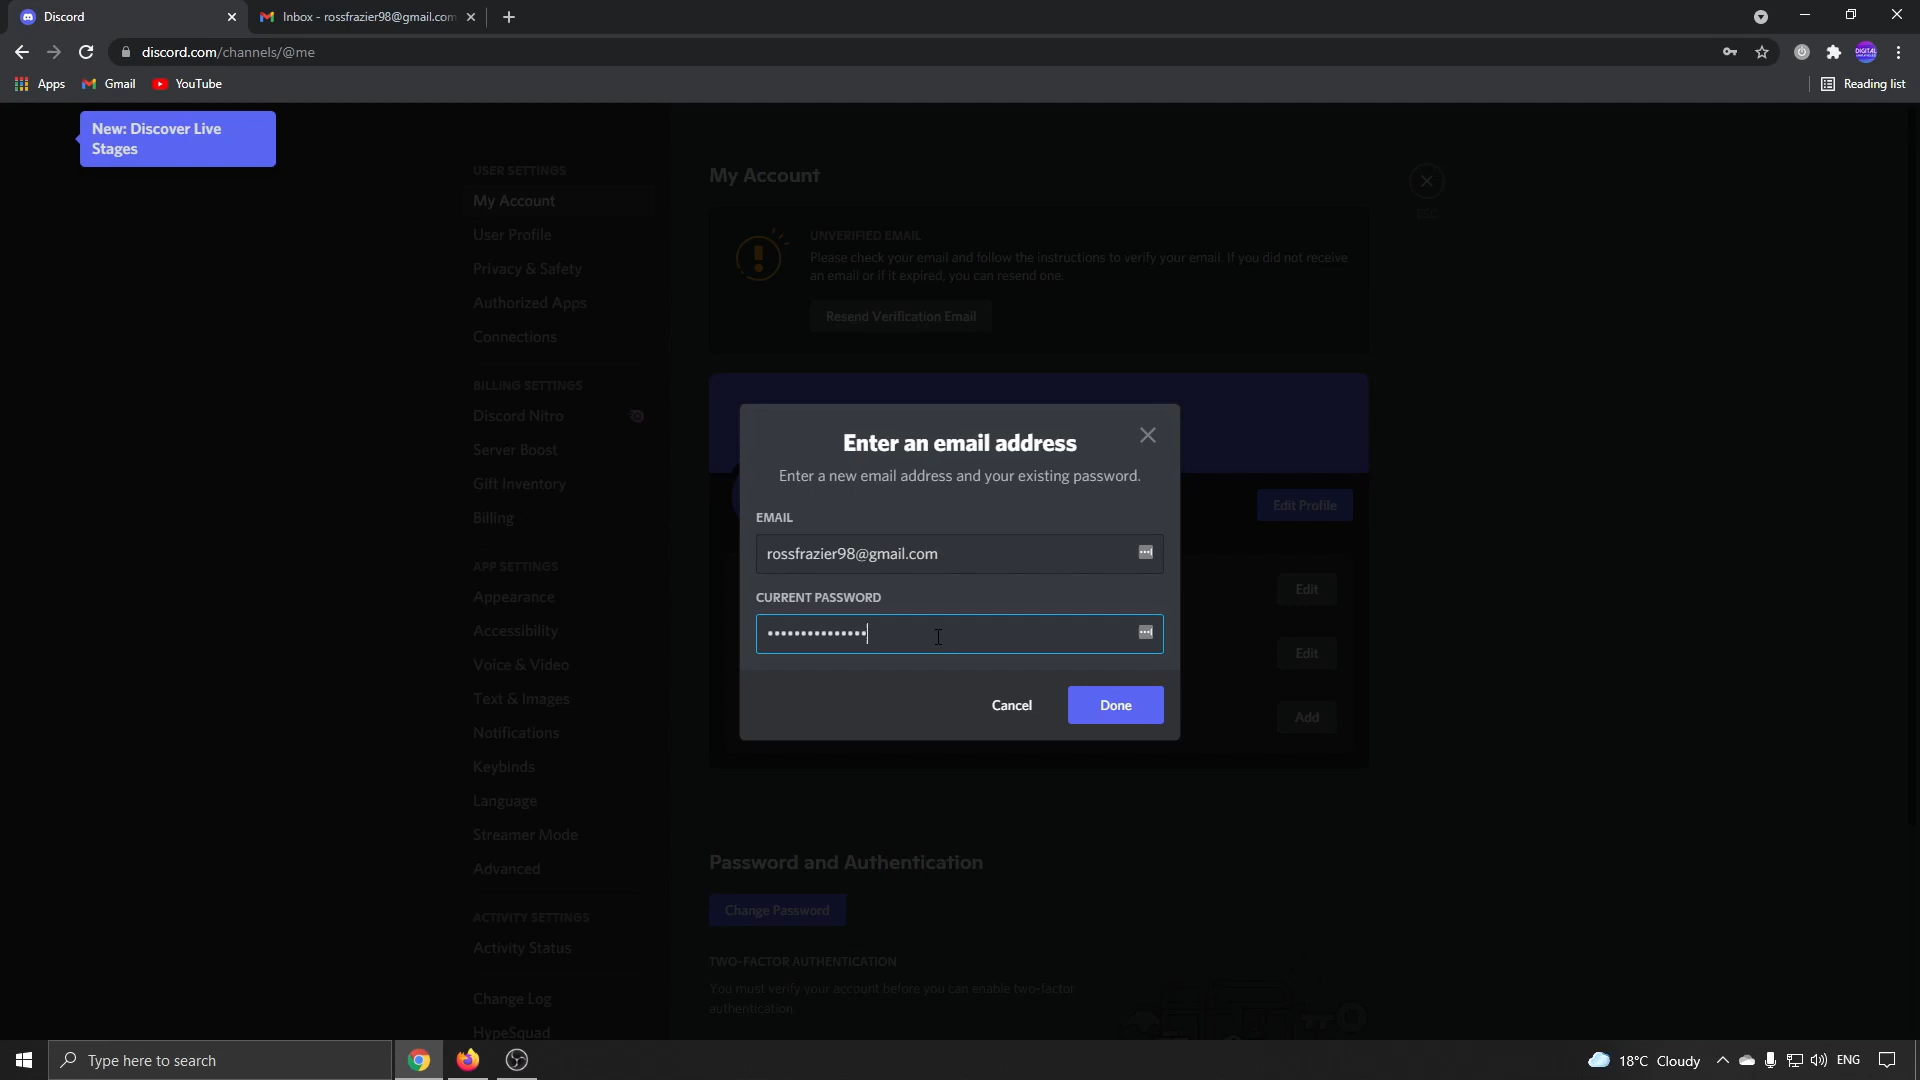 Discord
Inbox - rossfrazier98@gmail.com
discord.com/channels/@me
Apps
Gmail
YouTube
Reading list
New: Discover Live
Stages
USER SETTINGS
My Account
User Profile
Privacy & Safety
Authorized Apps
Connections
BILLING SETTINGS
Discord Nitro
Server Boost
Gift Inventory
Billing
APP SETTINGS
Appearance
Accessibility
Voice & Video
Text & Images
Notifications
Keybinds
Language
Streamer Mode
Advanced
ACTIVITY SETTINGS
Activity Status
Change Log
HypeSquad
My Account
ESC
UNVERIFIED EMAIL
Please check your email and follow the instructions to verify your email. If you did not receive
an email or if it expired, you can resend one.
Resend Verification Email
Edit Profile
Edit
Edit
Add
Enter an email address
Enter a new email address and your existing password.
EMAIL
rossfrazier98@gmail.com
CURRENT PASSWORD
•••••••••••••••
Cancel
Done
Password and Authentication
Change Password
TWO-FACTOR AUTHENTICATION
You must verify your account before you can enable two-factor
authentication.
Type here to search
18°C Cloudy
ENG